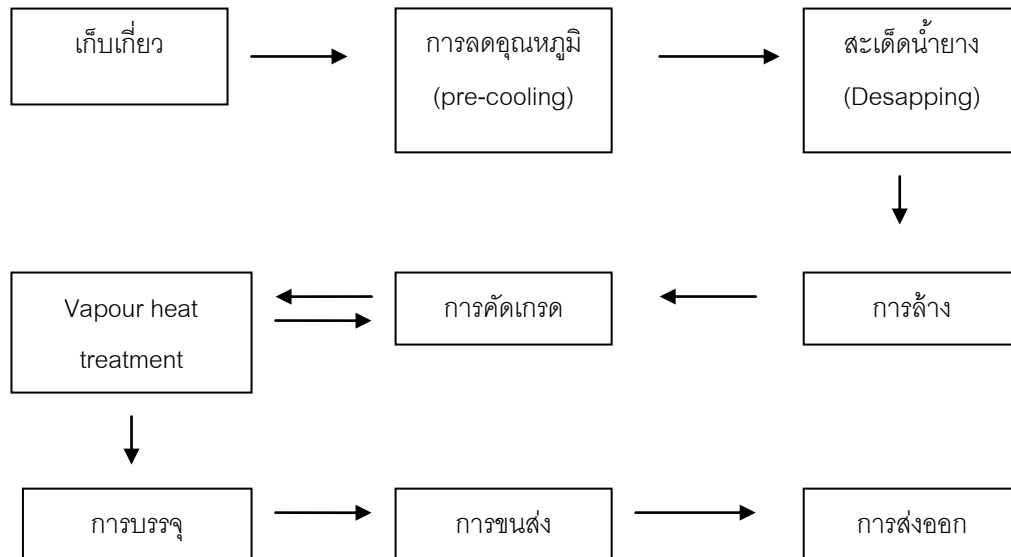 เก็บเกี่ยว
การลดอุณหภูมิ
(pre-cooling)
สะเด็ดน้ำยาง
(Desapping)
Vapour heat
treatment
การคัดเกรด
การล้าง
การบรรจุ
การขนส่ง
การส่งออก